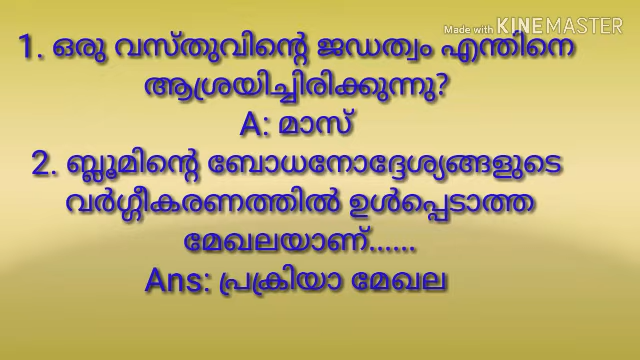 Made with KINEMASTER
1. ഒരു വസ്തുവിന്റെ ജഡത്വം എന്തിനെ
ആശ്രയിച്ചിരിക്കുന്നു?
A: മാസ്
2. ബ്ലൂമിന്റെ ബോധനോദ്ദേശ്യങ്ങളുടെ
വർഗ്ഗീകരണത്തിൽ ഉൾപ്പെടാത്ത
മേഖലയാണ്......
Ans: പ്രക്രിയാ മേഖല